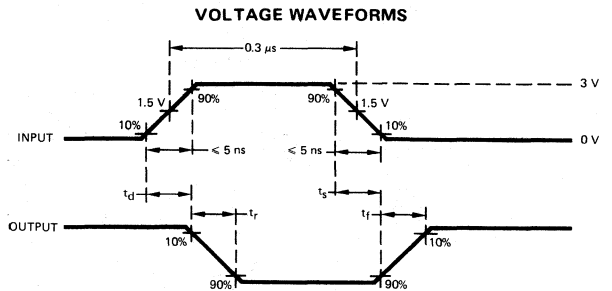 VOLTAGE WAVEFORMS
0.3 µs
3 V
90%
90%
1.5 V
1.5 V
10%
10%
INPUT
0 V
≤ 5 ns
≤ 5 ns
td
ts
tr
tf
OUTPUT
10%
10%
90%
90%